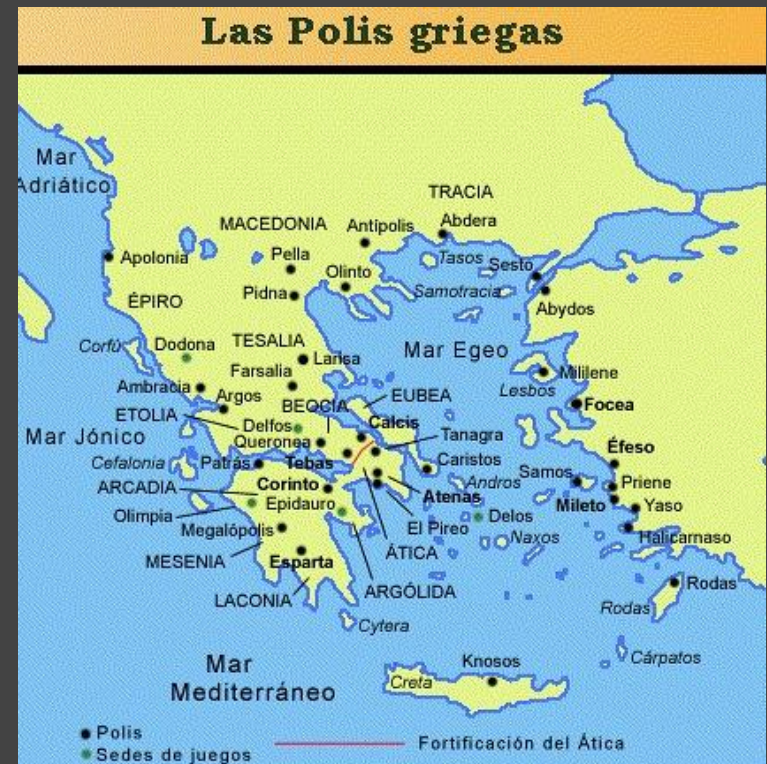 Las Polis griegas
Mar
Adriático
TRACIA
MACEDONIA
Antípolis
Abdera
Apolonia
Pella
Tasos
Sesto
Olinto
Pidna
Samotracia
Abydos
ÉPIRO
Corfú
Dodona
TESALIA
Larisa
Mar Egeo
Farsalia
Mililene
Ambracia
Lesbos
Argos
BEOCIA
EUBEA
Focea
ETOLIA
Delfos
Calcis
Mar Jónico
Queronea
Tanagra
Éfeso
Cefalonia
Patrás
Tebas
Caristos
Samos
Priene
ARCADIA
Corinto
Andros
Atenas
Mileto
Yaso
Olimpia
Epidauro
Delos
Megalópolis
El Pireo
Naxos
Halicarnaso
MESENIA
Esparta
ÁTICA
LACONIA
ARGÓLIDA
Rodas
Rodas
Cytera
Cárpatos
Mar
Mediterráneo
Knosos
Creta
Polis
Sedes de juegos
Fortificación del Ática